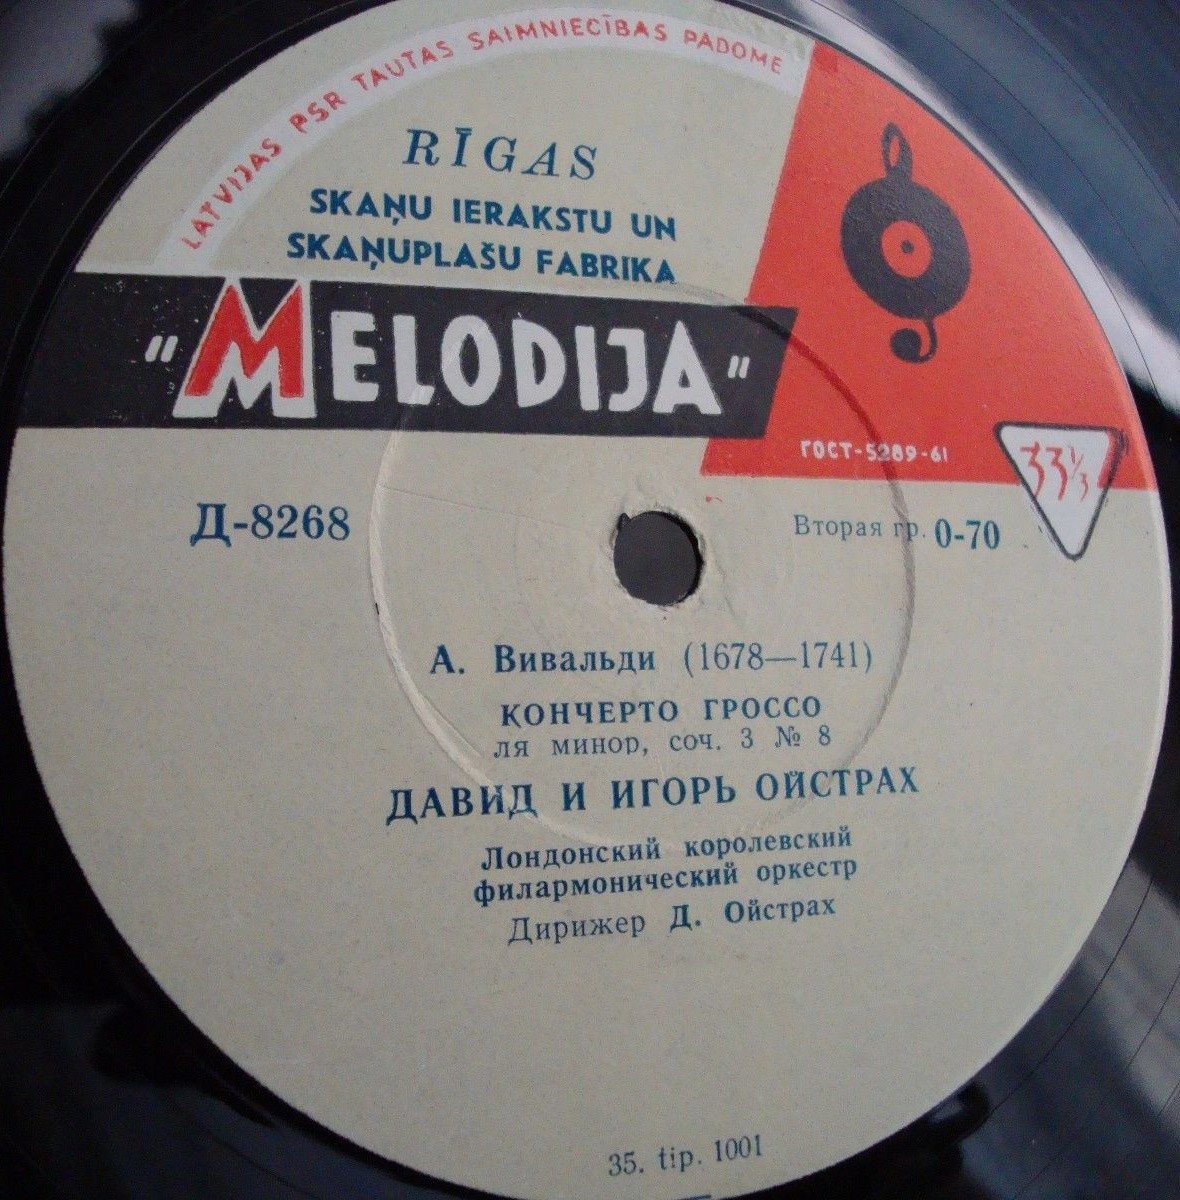 LATVIJAS PSR TAUTAS SAIMNIECĪBAS PADOME
RĪGAS
SKAŅU IERAKSTU UN
SKAŅUPLAŠU FABRIKA
"MELODIJA"
ГОСТ-5289-61
33⅓
Д-8268
Вторая гр. 0-70
А. Вивальди (1678—1741)
КОНЧЕРТО ГРОССО
ля минор, соч. 3 № 8
ДАВИД И ИГОРЬ ОЙСТРАХ
Лондонский королевский
филармонический оркестр
Дирижер Д. Ойстрах
35. tip. 1001